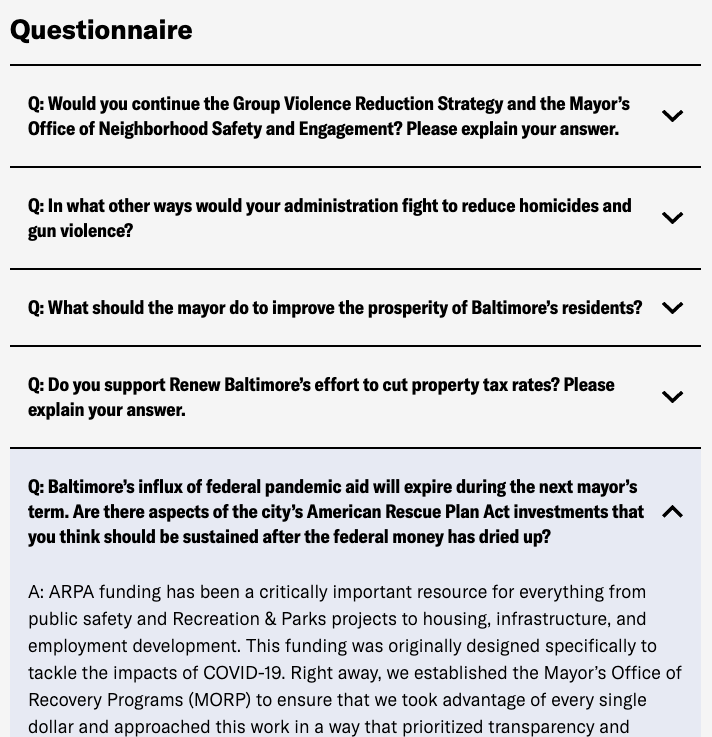 Questionnaire
Q: Would you continue the Group Violence Reduction Strategy and the Mayor’s
Office of Neighborhood Safety and Engagement? Please explain your answer.
Q: In what other ways would your administration fight to reduce homicides and
gun violence?
Q: What should the mayor do to improve the prosperity of Baltimore’s residents?
Q: Do you support Renew Baltimore’s effort to cut property tax rates? Please
explain your answer.
Q: Baltimore’s influx of federal pandemic aid will expire during the next mayor’s
term. Are there aspects of the city’s American Rescue Plan Act investments that
you think should be sustained after the federal money has dried up?
A: ARPA funding has been a critically important resource for everything from
public safety and Recreation & Parks projects to housing, infrastructure, and
employment development. This funding was originally designed specifically to
tackle the impacts of COVID-19. Right away, we established the Mayor’s Office of
Recovery Programs (MORP) to ensure that we took advantage of every single
dollar and approached this work in a way that prioritized transparency and